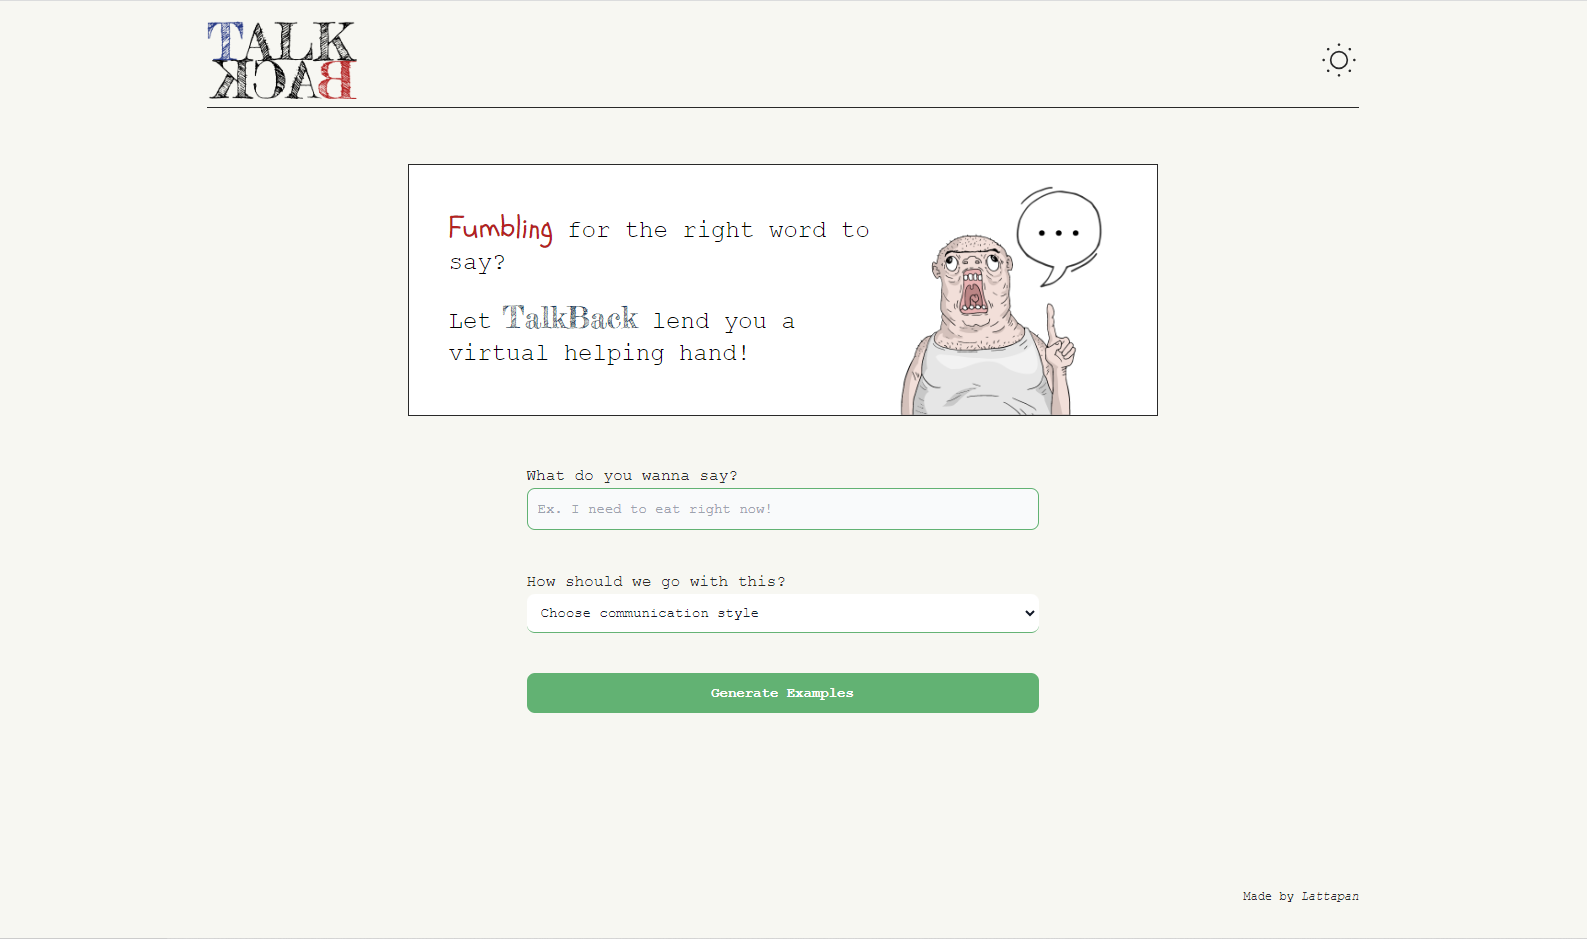 TALK
BACK
Fumbling for the right word to
say?
Let TalkBack lend you a
virtual helping hand!
What do you wanna say?
Ex. I need to eat right now!
How should we go with this?
Choose communication style
Generate Examples
Made by Lattapan